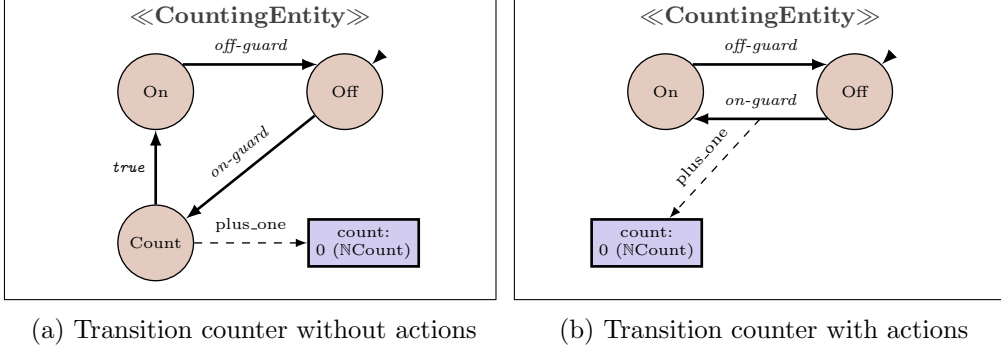 ≪CountingEntity≫
off-guard
On
Off
on-guard
true
Count
plus_one
count:
0 (ℕCount)
(a) Transition counter without actions
≪CountingEntity≫
off-guard
On
Off
on-guard
plus_one
count:
0 (ℕCount)
(b) Transition counter with actions